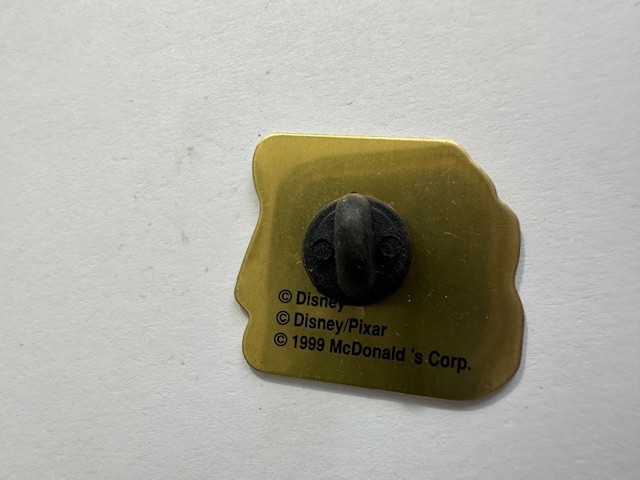 © Disney
© Disney/Pixar
© 1999 McDonald 's Corp.